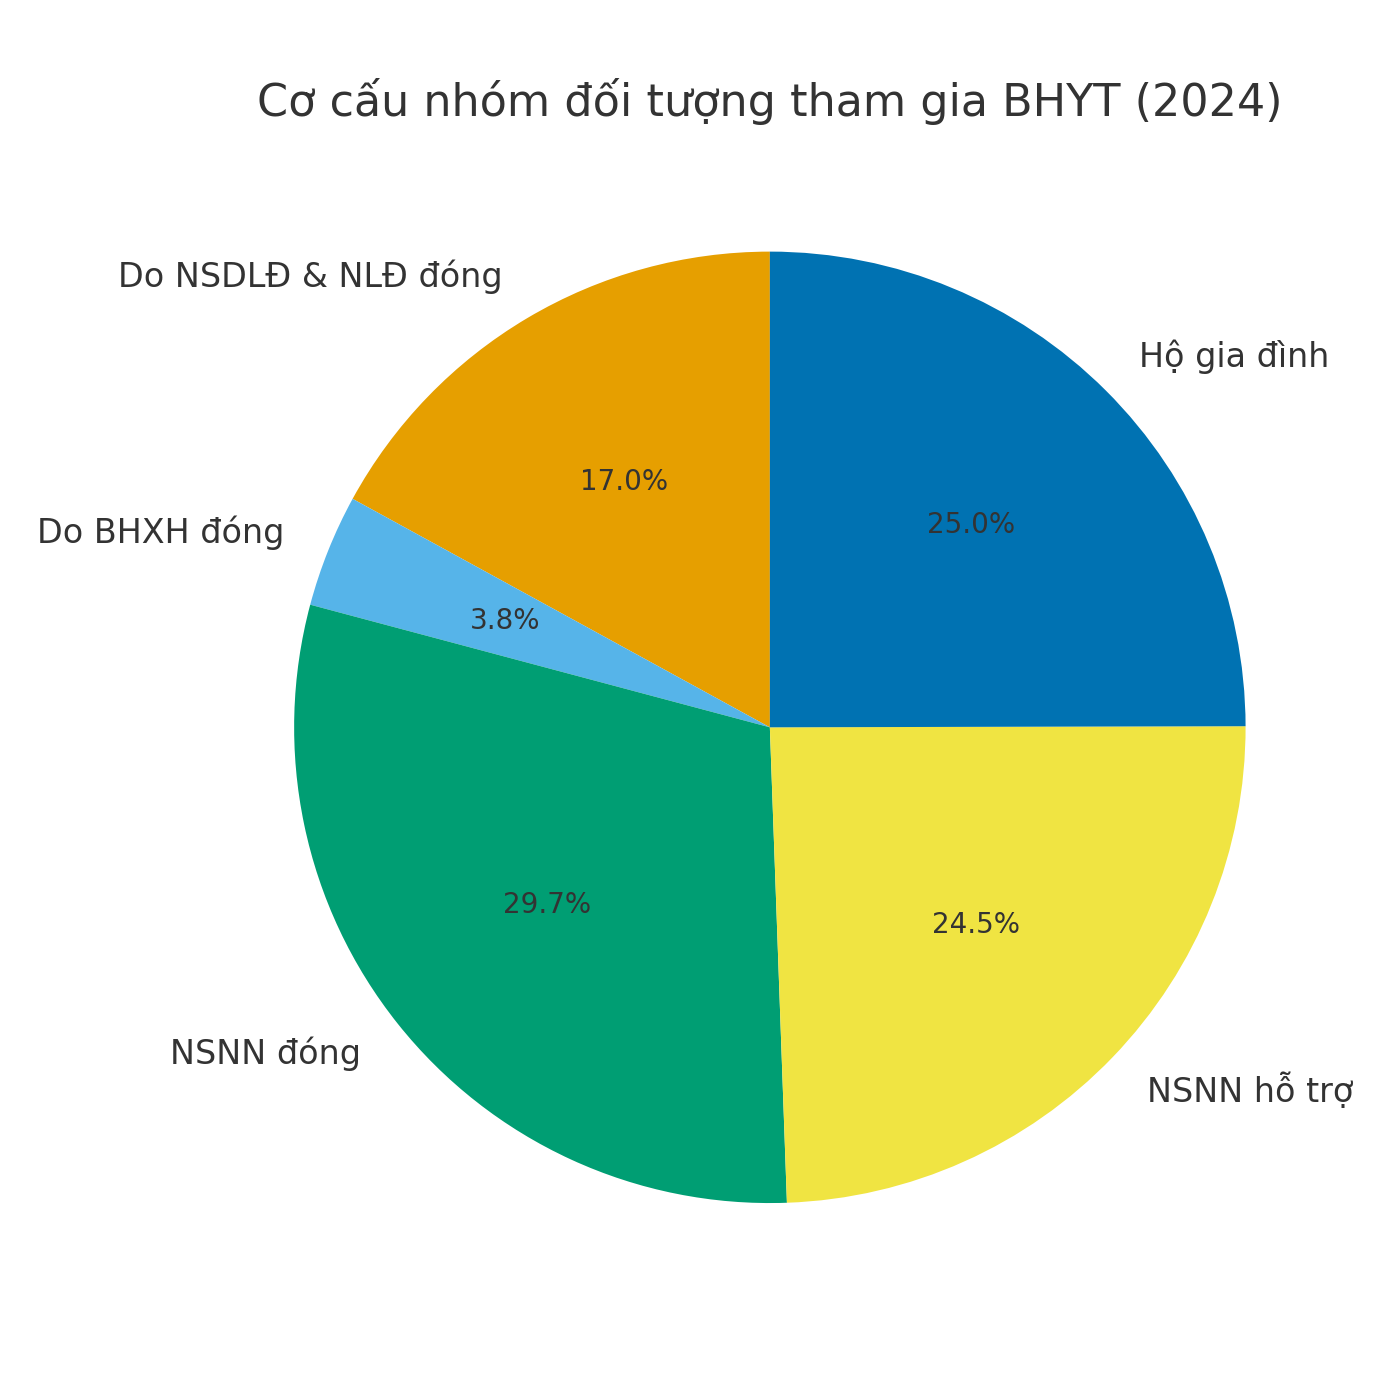 Cơ cấu nhóm đối tượng tham gia BHYT (2024)
Do NSDLĐ & NLĐ đóng
Hộ gia đình
17.0%
25.0%
Do BHXH đóng
3.8%
29.7%
24.5%
NSNN đóng
NSNN hỗ trợ